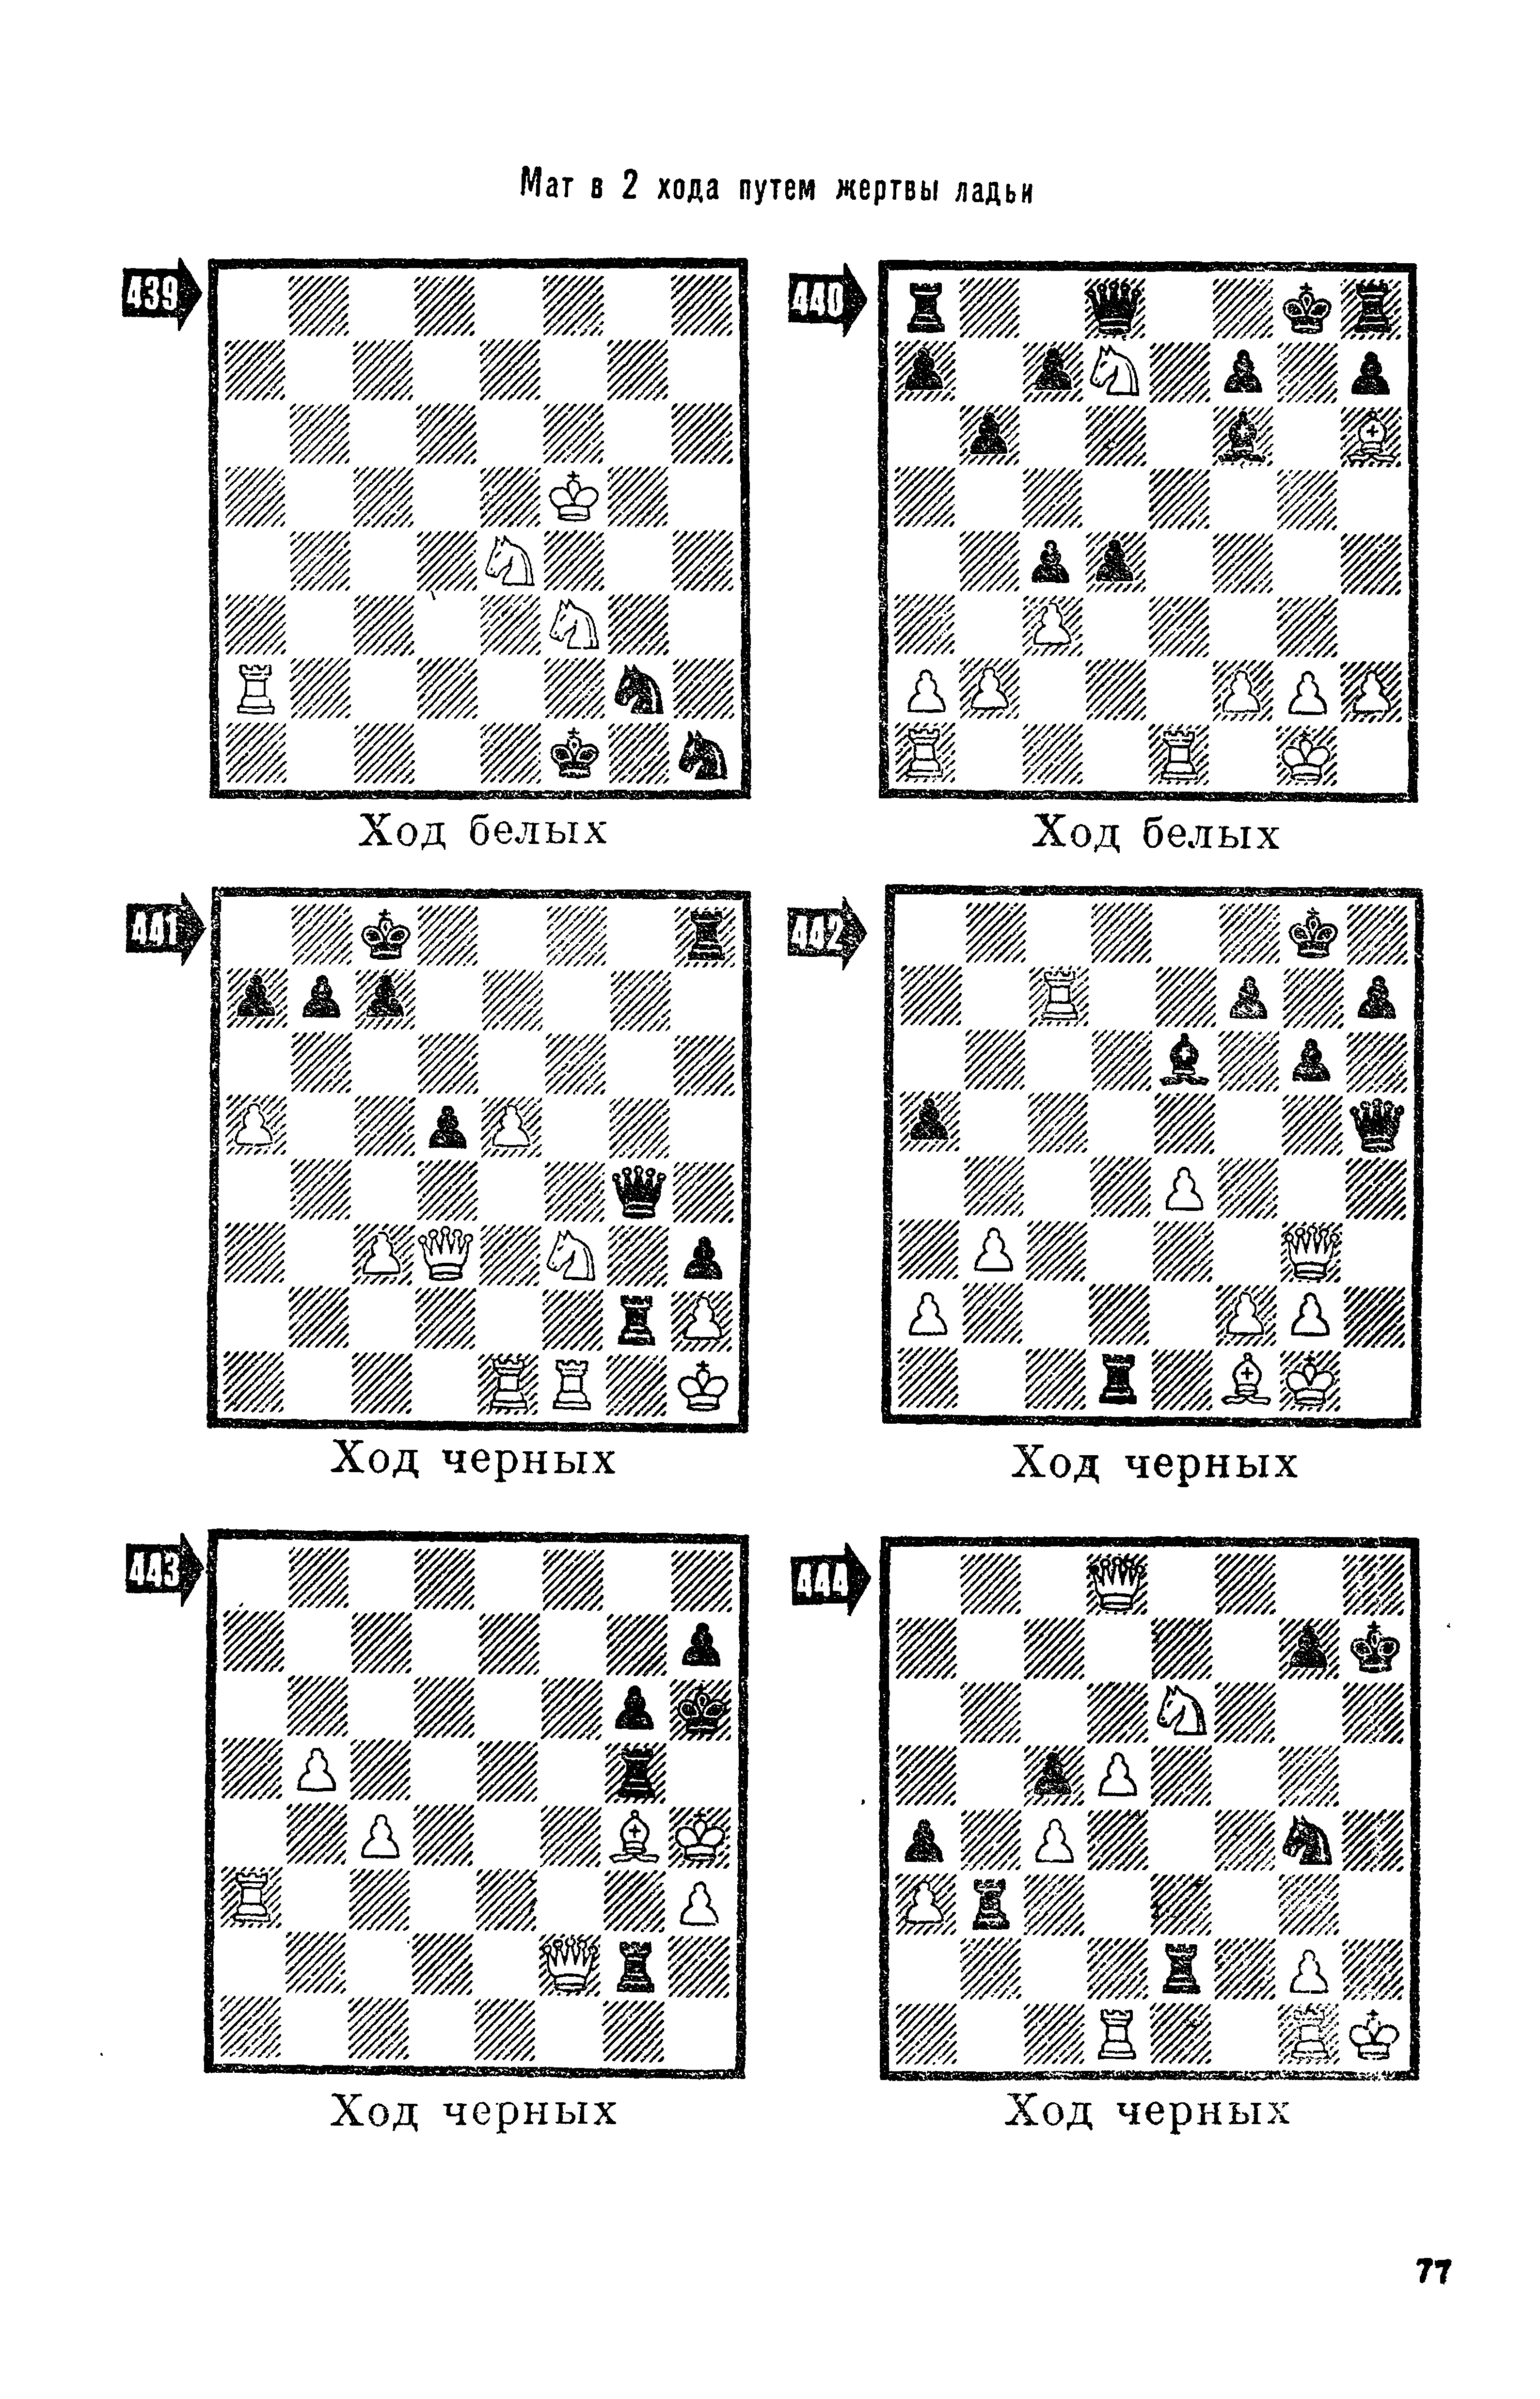 Мат в 2 хода путем жертвы ладьи
439
440
Ход белых
Ход белых
441
442
Ход черных
Ход черных
443
444
Ход черных
Ход черных
77